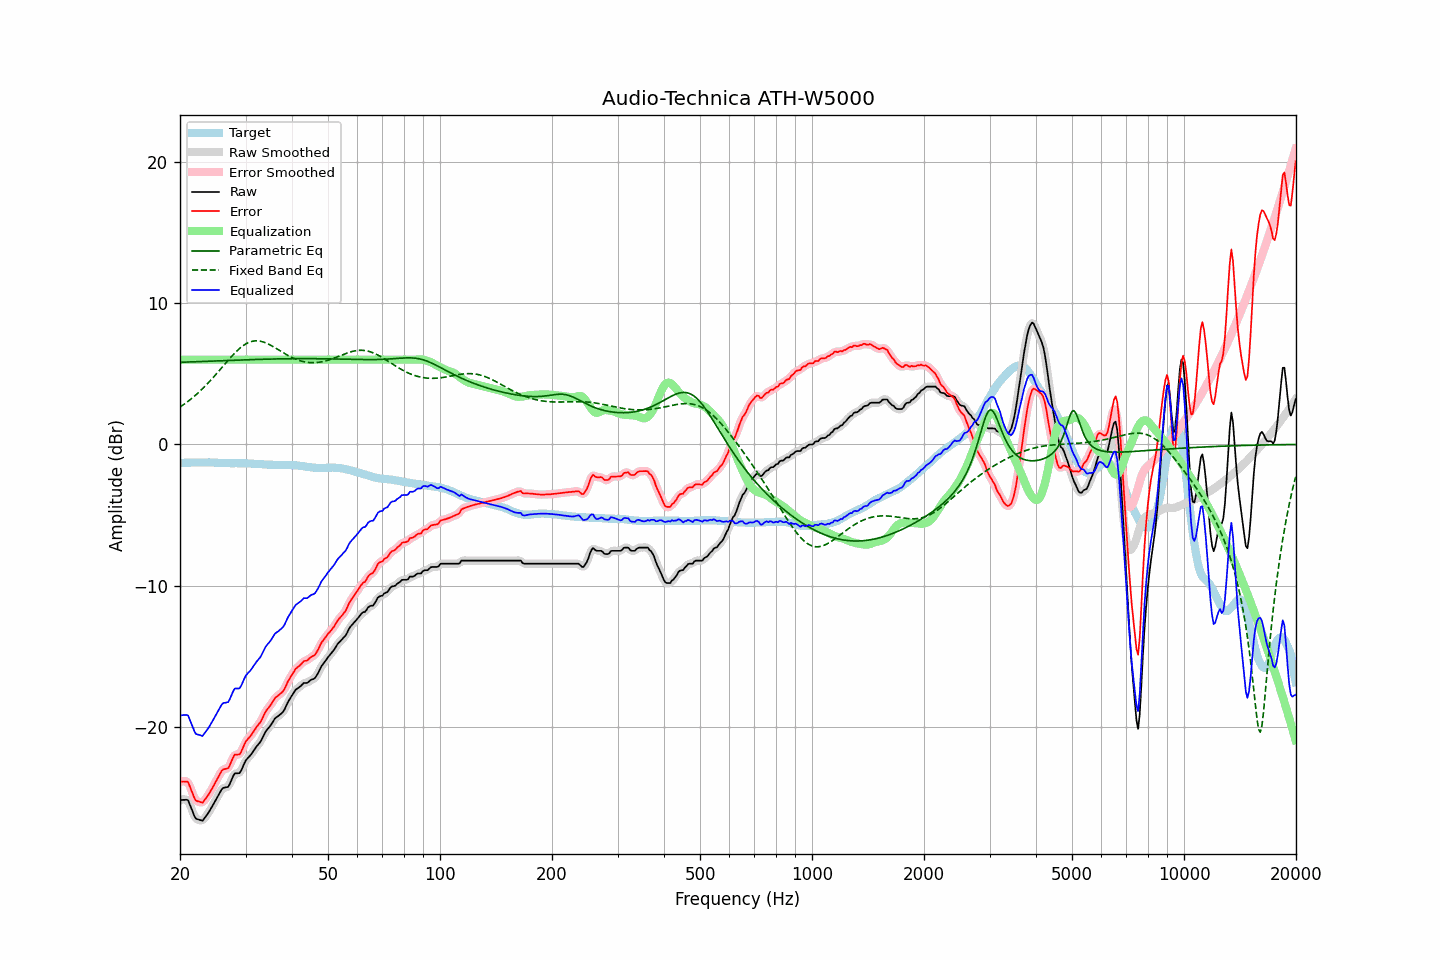 Audio-Technica ATH-W5000
Target
Raw Smoothed
Error Smoothed
Raw
Error
Equalization
Parametric Eq
Fixed Band Eq
Equalized
20
10
0
−10
−20
Amplitude (dBr)
20 50 100 200 500 1000 2000 5000 10000 20000
Frequency (Hz)